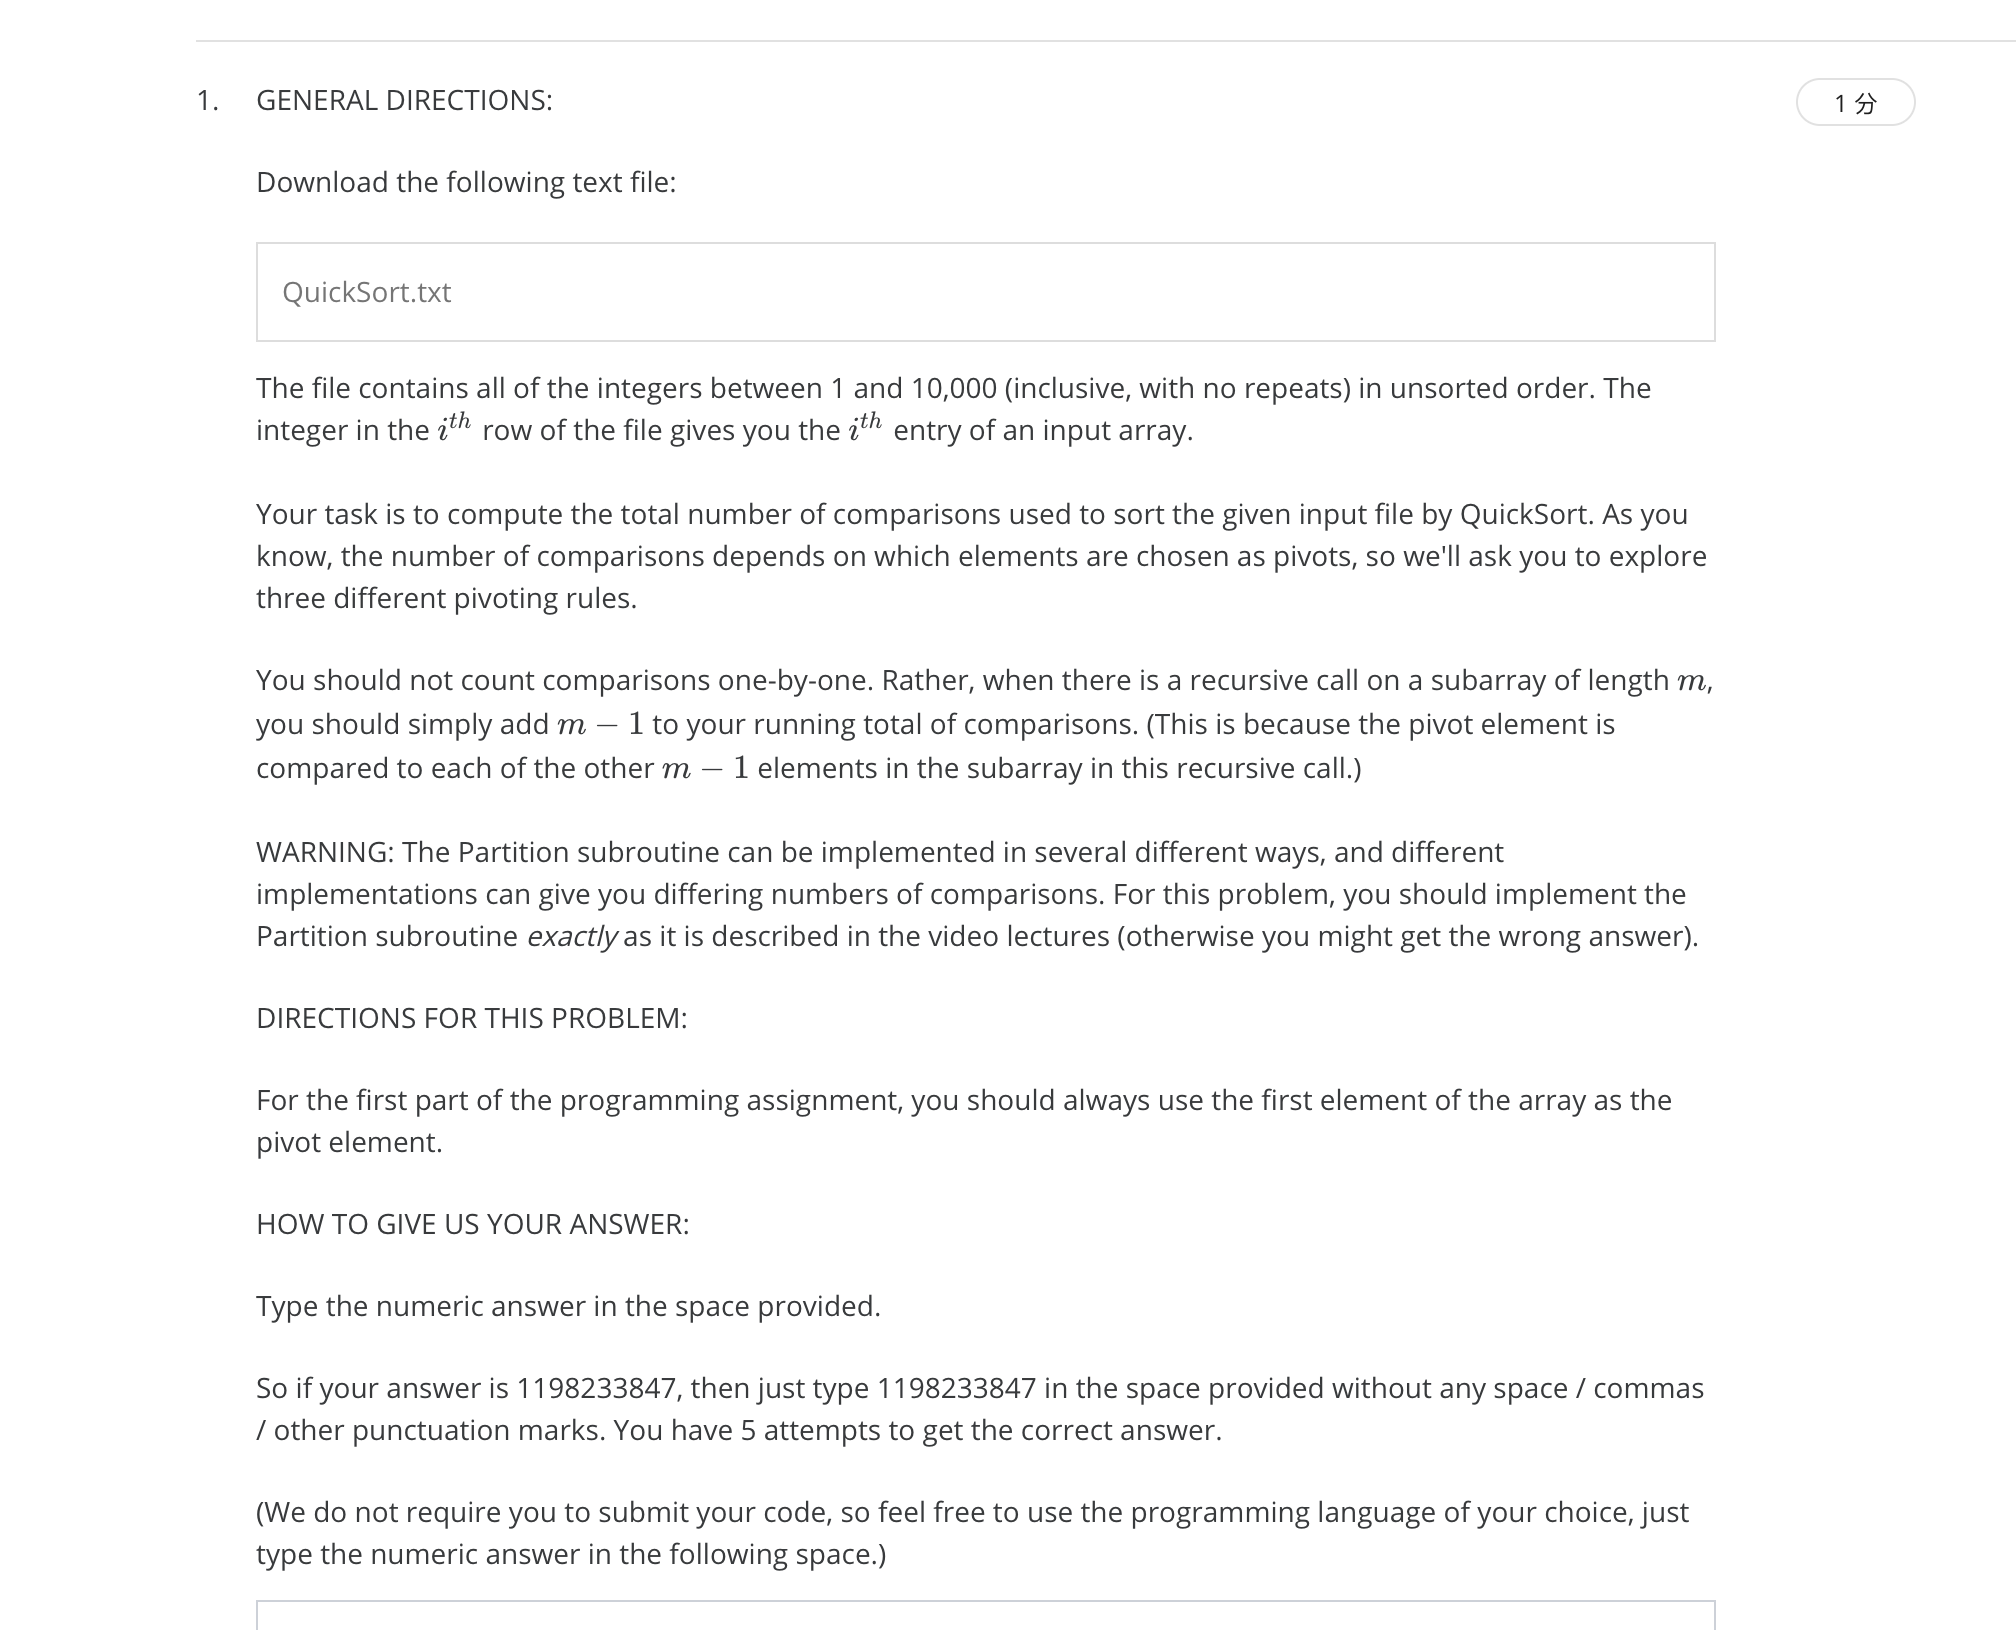 1. GENERAL DIRECTIONS:
1 分
Download the following text file:
QuickSort.txt
The file contains all of the integers between 1 and 10,000 (inclusive, with no repeats) in unsorted order. The
integer in the i^{th} row of the file gives you the i^{th} entry of an input array.
Your task is to compute the total number of comparisons used to sort the given input file by QuickSort. As you
know, the number of comparisons depends on which elements are chosen as pivots, so we'll ask you to explore
three different pivoting rules.
You should not count comparisons one-by-one. Rather, when there is a recursive call on a subarray of length m,
you should simply add m − 1 to your running total of comparisons. (This is because the pivot element is
compared to each of the other m − 1 elements in the subarray in this recursive call.)
WARNING: The Partition subroutine can be implemented in several different ways, and different
implementations can give you differing numbers of comparisons. For this problem, you should implement the
Partition subroutine exactly as it is described in the video lectures (otherwise you might get the wrong answer).
DIRECTIONS FOR THIS PROBLEM:
For the first part of the programming assignment, you should always use the first element of the array as the
pivot element.
HOW TO GIVE US YOUR ANSWER:
Type the numeric answer in the space provided.
So if your answer is 1198233847, then just type 1198233847 in the space provided without any space / commas
/ other punctuation marks. You have 5 attempts to get the correct answer.
(We do not require you to submit your code, so feel free to use the programming language of your choice, just
type the numeric answer in the following space.)